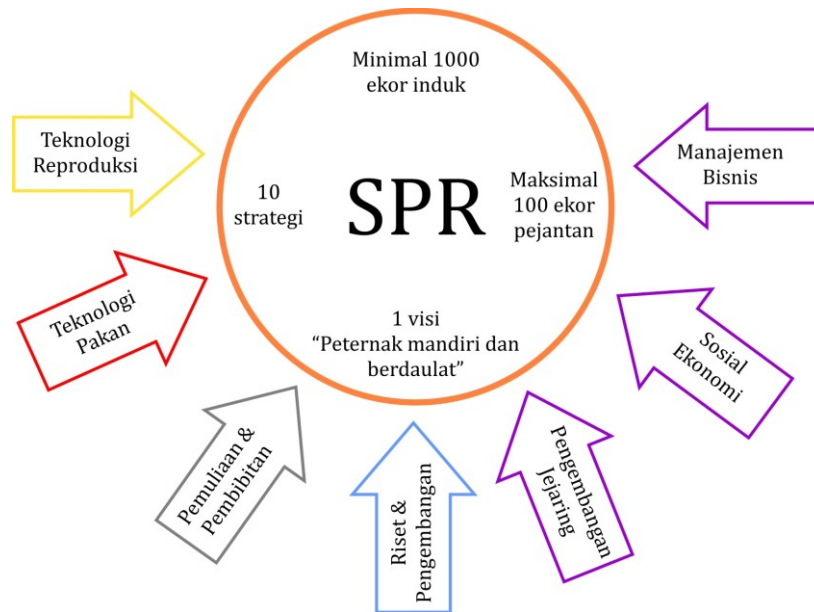 Minimal 1000
ekor induk
10
strategi
SPR
Maksimal
100 ekor
pejantan
1 visi
“Peternak mandiri dan
berdaulat”
Teknologi
Reproduksi
Teknologi
Pakan
Pemuliaan &
Pembibitan
Riset &
Pengembangan
Pengembangan
Jejaring
Sosial
Ekonomi
Manajemen
Bisnis